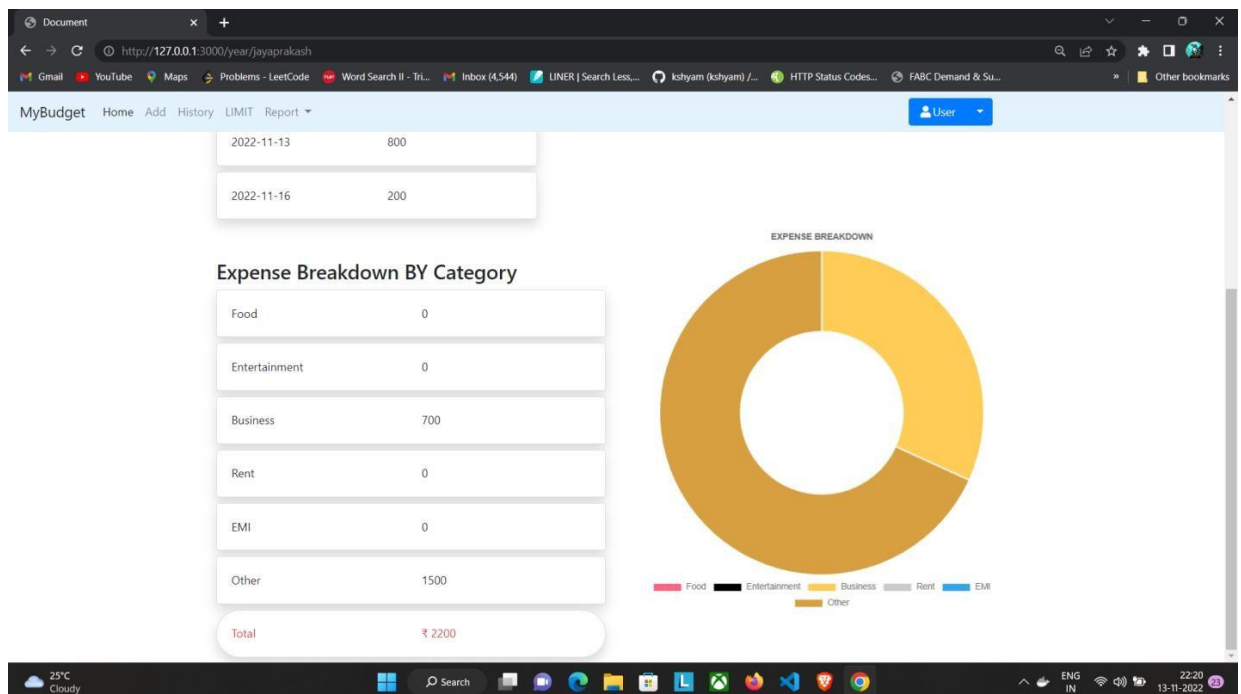 Document
http://127.0.0.1:3000/year/jayaprakash
Gmail YouTube Maps Problems - LeetCode Word Search II - Tri... Inbox (4,544) LINER | Search Less,... kshyam (kshyam) /... HTTP Status Codes... FABC Demand & Su... » Other bookmarks
MyBudget Home Add History LIMIT Report User
2022-11-13 800
2022-11-16 200
EXPENSE BREAKDOWN
Expense Breakdown BY Category
Food 0
Entertainment 0
Business 700
Rent 0
EMI 0
Other 1500
Total ₹ 2200
Food Entertainment Business Rent EMI
Other
25°C
Cloudy
Search
ENG
IN
22:20
13-11-2022
23